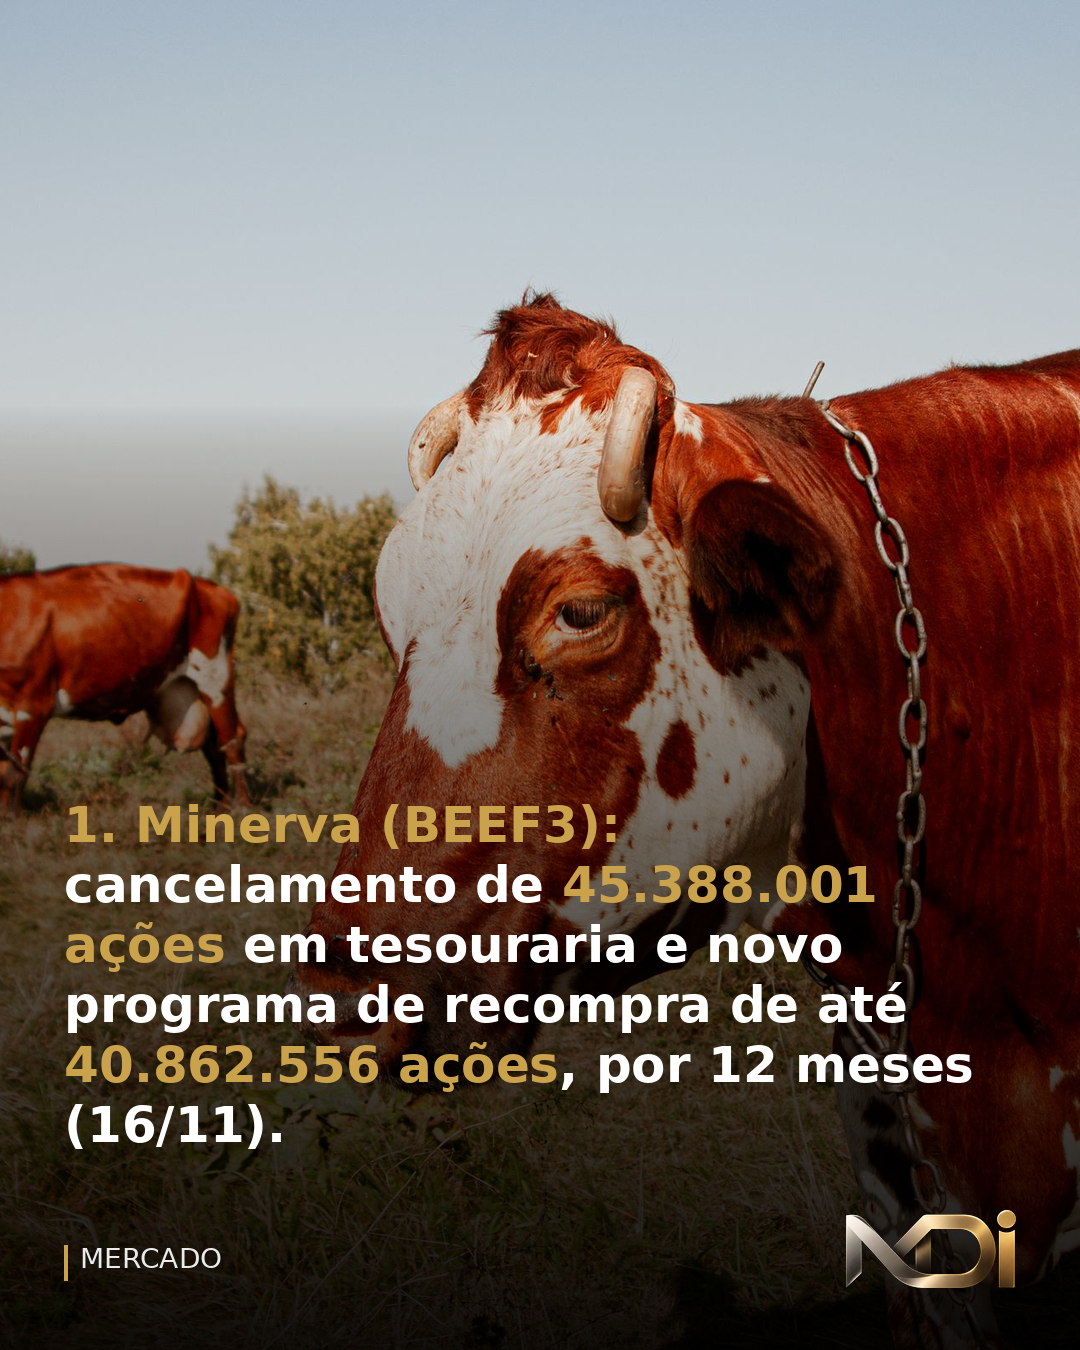 1. Minerva (BEEF3):
cancelamento de 45.388.001
ações em tesouraria e novo
programa de recompra de até
40.862.556 ações, por 12 meses
(16/11).
MERCADO
MDi